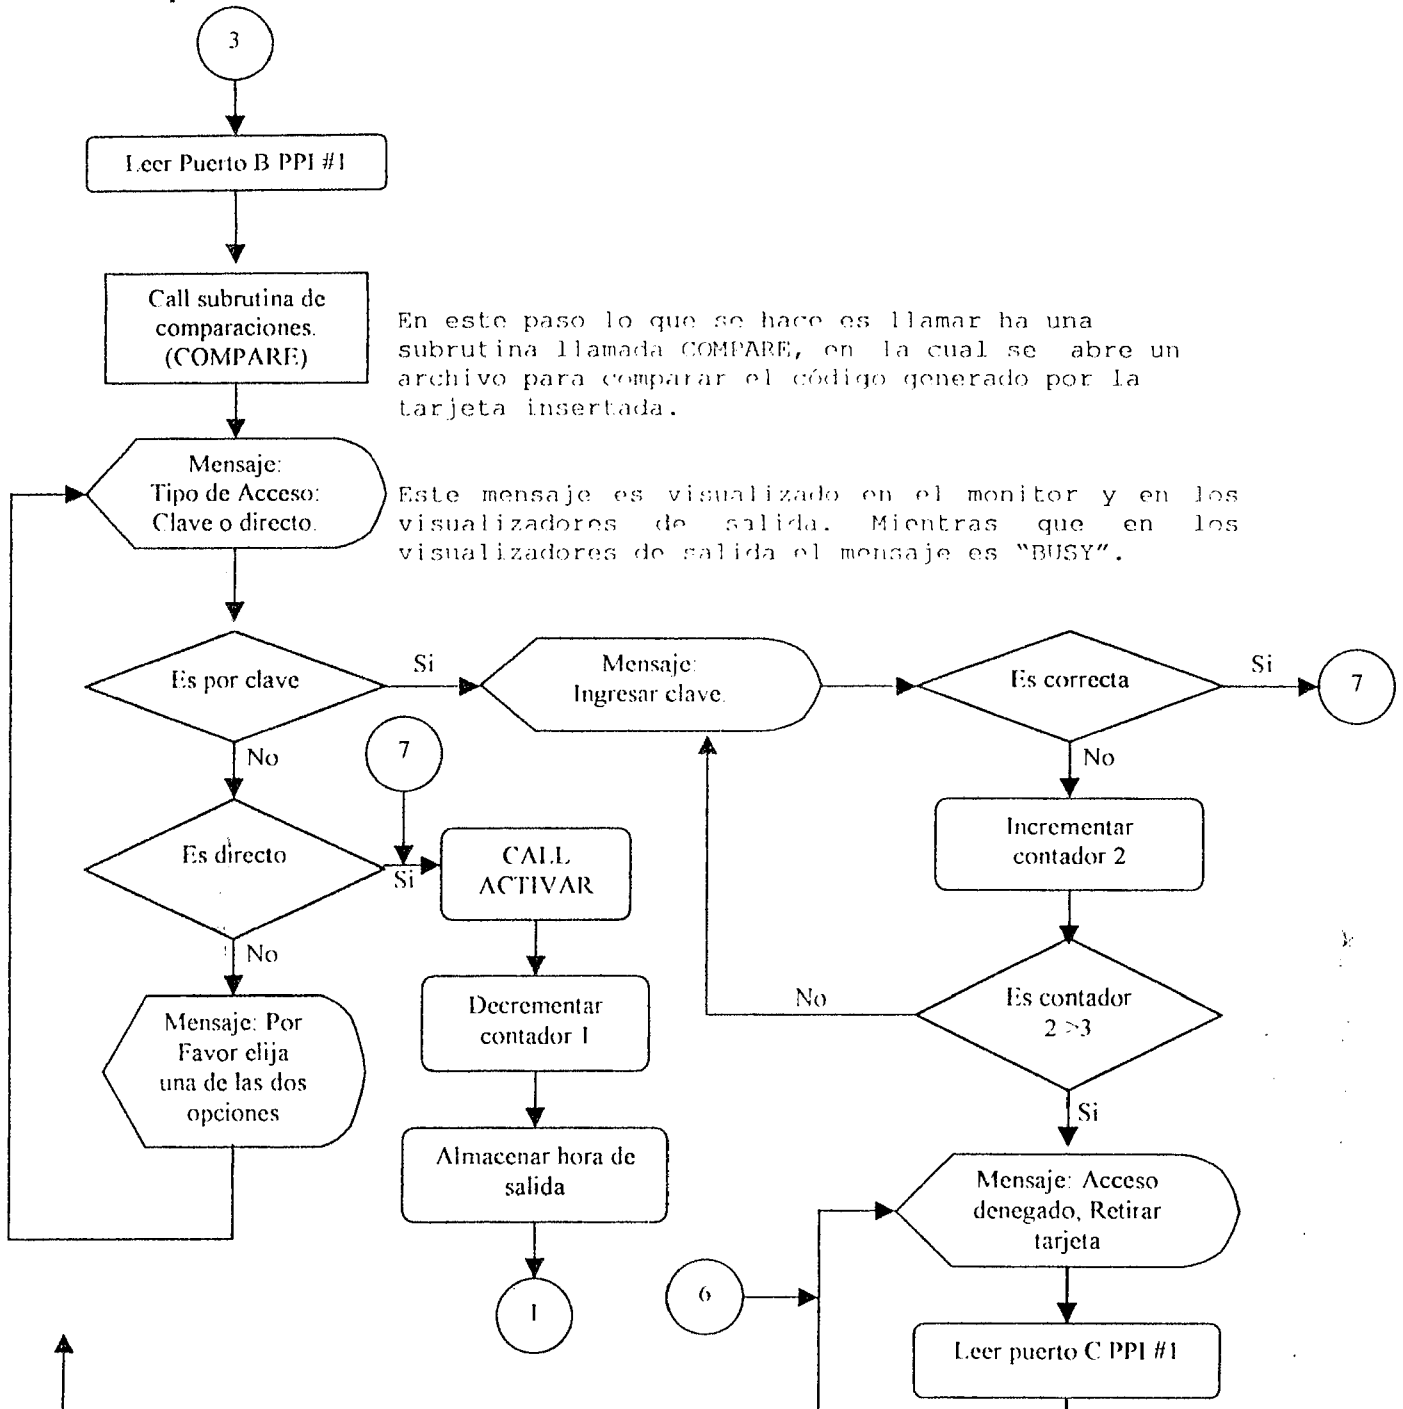 3
Leer Puerto B PPI #1
Call subrutina de
comparaciones.
(COMPARE)
En este paso lo que se hace es llamar ha una
subrutina llamada COMPARE, en la cual se abre un
archivo para comparar el código generado por la
tarjeta insertada.
Mensaje:
Tipo de Acceso:
Clave o directo.
Este mensaje es visualizado en el monitor y en los
visualizadores de salida. Mientras que en los
visualizadores de salida el mensaje es "BUSY".
Es por clave
Si
Mensaje:
Ingresar clave.
Es correcta
Si
7
No
7
No
Es directo
Si
CALL
ACTIVAR
Incrementar
contador 2
No
Decrementar
contador 1
No
Es contador
2 >3
Mensaje: Por
Favor elija
una de las dos
opciones
Si
Almacenar hora de
salida
Mensaje: Acceso
denegado, Retirar
tarjeta
1
6
Leer puerto C PPI #1